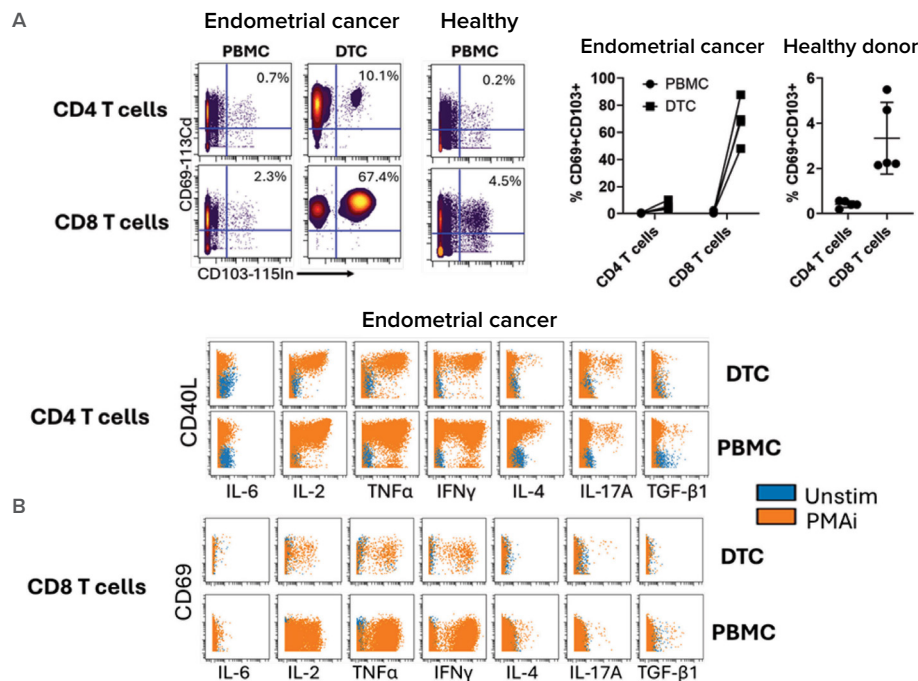 A
Endometrial cancer
Healthy
PBMC
DTC
PBMC
CD4 T cells
CD8 T cells
CD69-113Cd
0.7%
10.1%
0.2%
2.3%
67.4%
4.5%
CD103-115In
Endometrial cancer
% CD69+CD103+
100
80
60
40
20
0
PBMC
DTC
CD4 T cells
CD8 T cells
Healthy donor
% CD69+CD103+
6
4
2
0
CD4 T cells
CD8 T cells
Endometrial cancer
CD4 T cells
CD40L
DTC
PBMC
IL-6 IL-2 TNFα IFNγ IL-4 IL-17A TGF-β1
Unstim
PMAi
B
CD8 T cells
CD69
DTC
PBMC
IL-6 IL-2 TNFα IFNγ IL-4 IL-17A TGF-β1